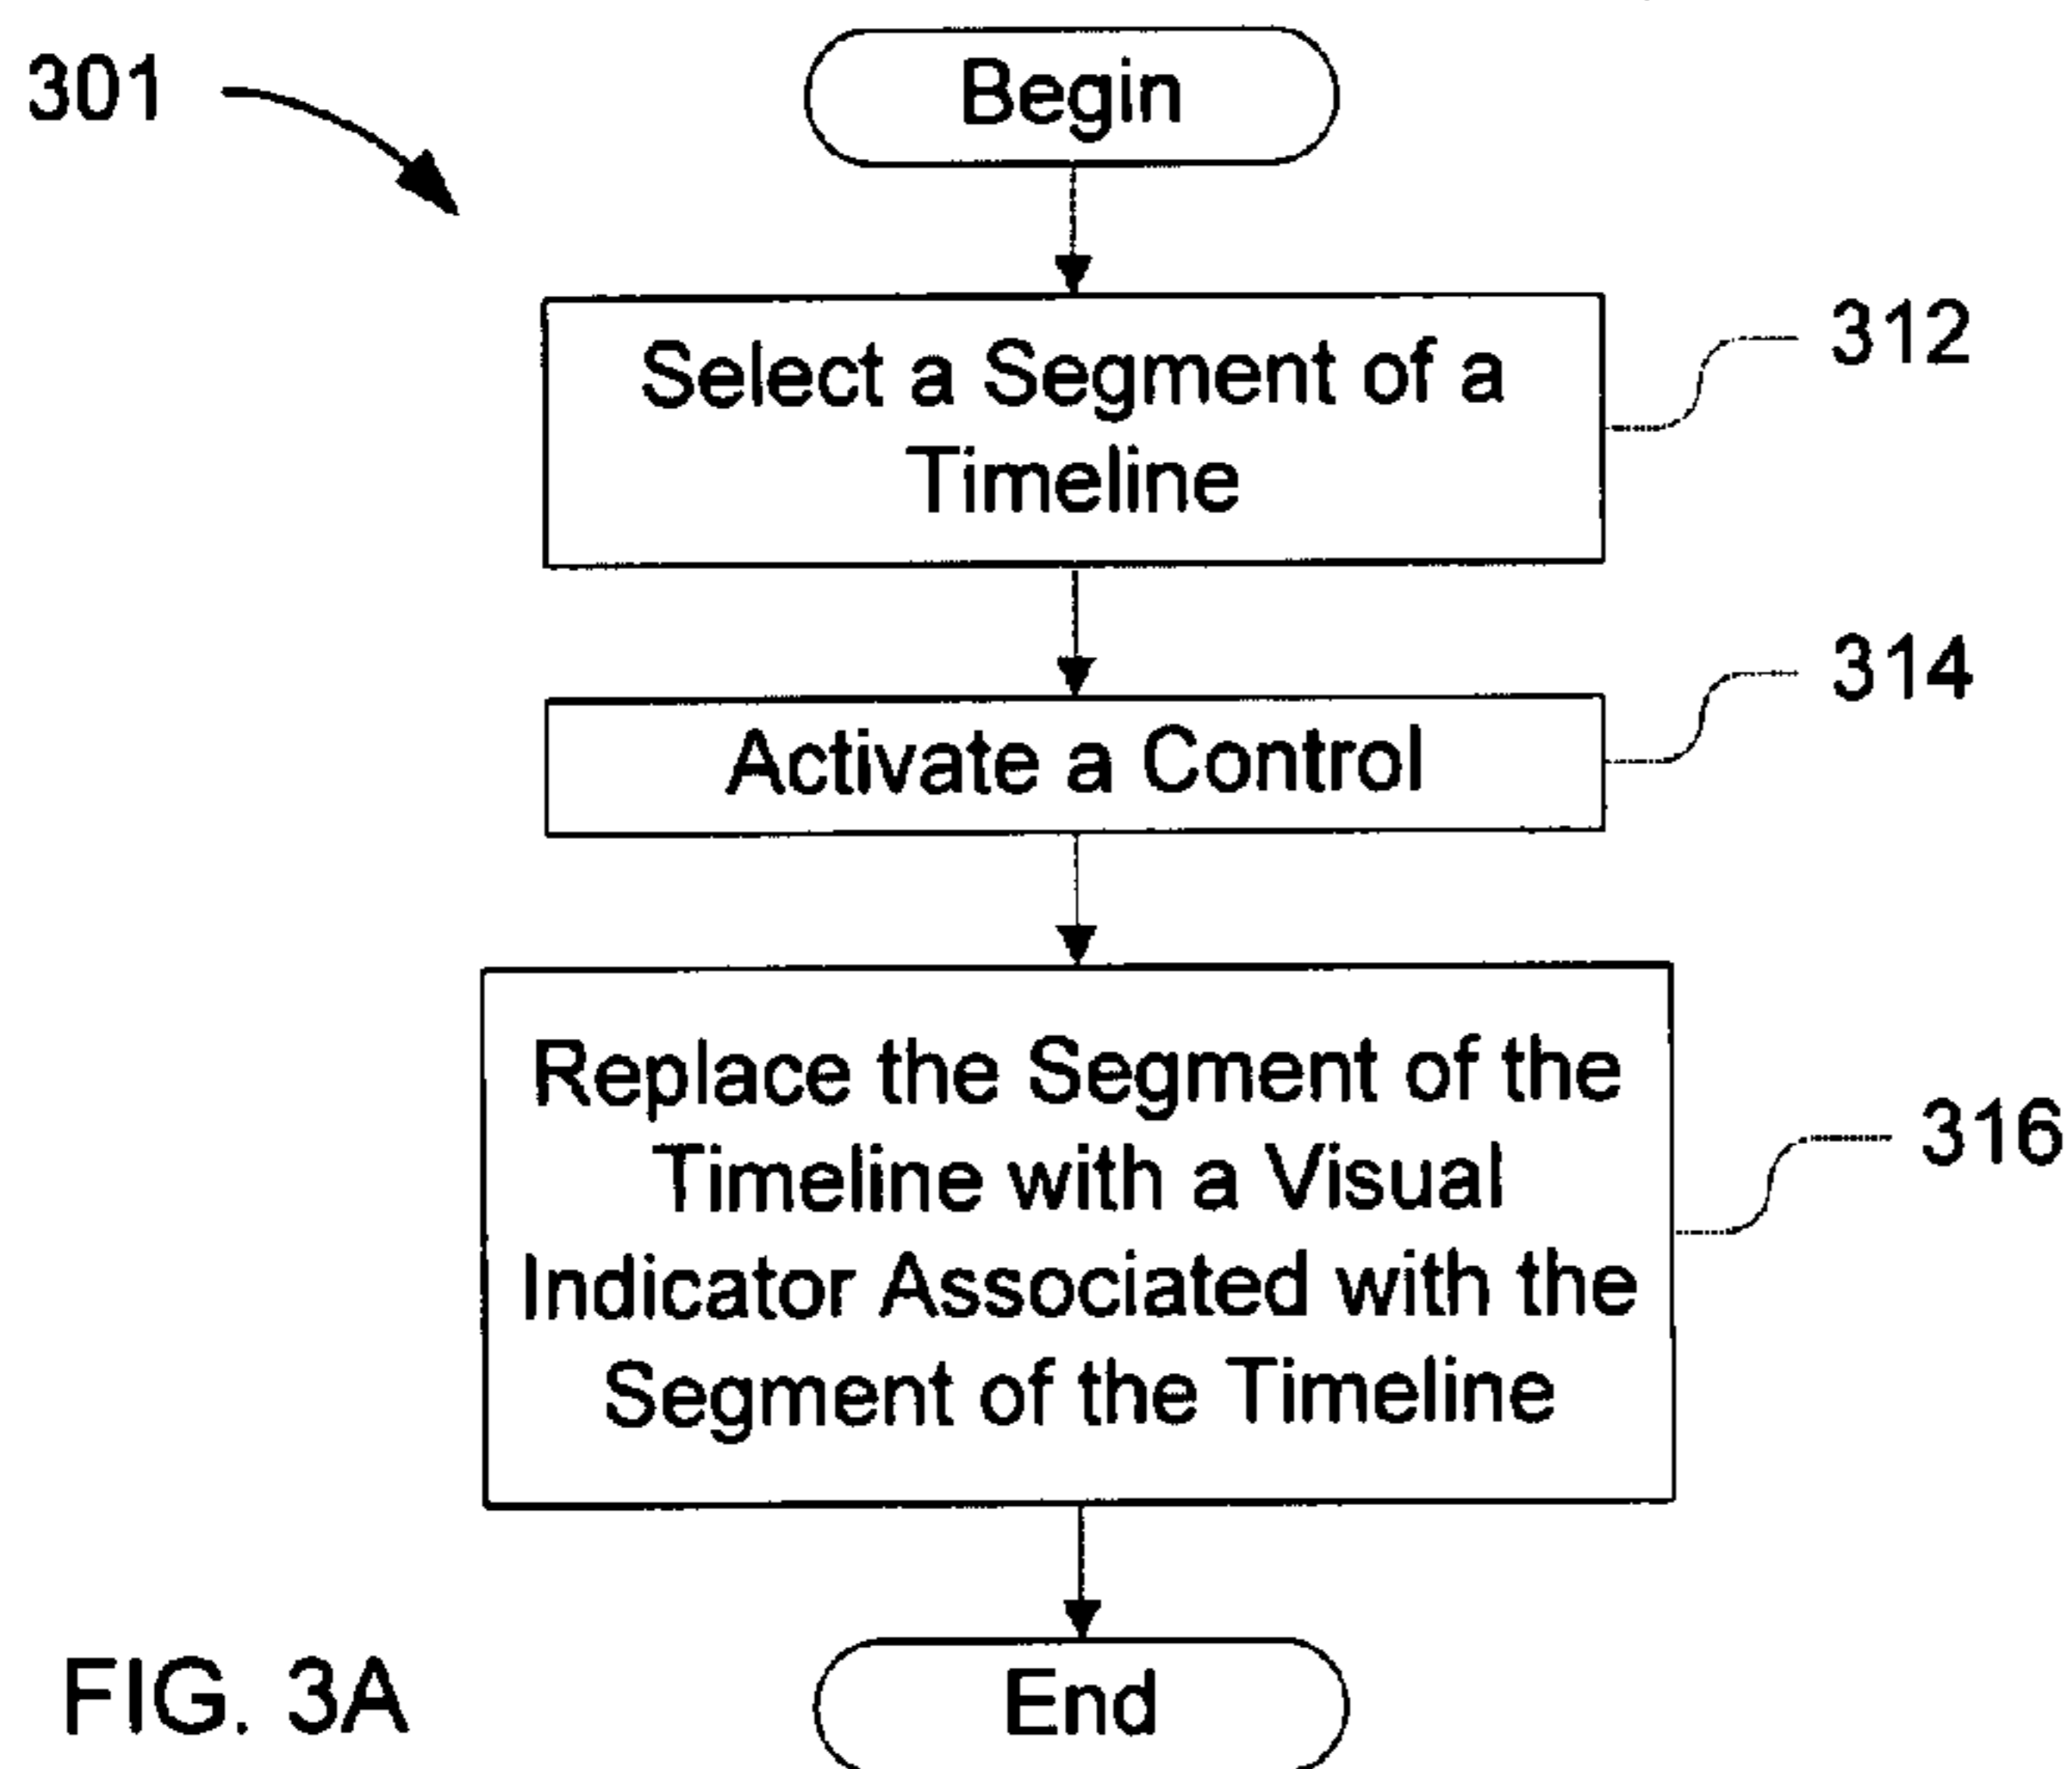 301
Begin
Select a Segment of a
Timeline
312
Activate a Control
314
Replace the Segment of the
Timeline with a Visual
Indicator Associated with the
Segment of the Timeline
316
End
FIG. 3A